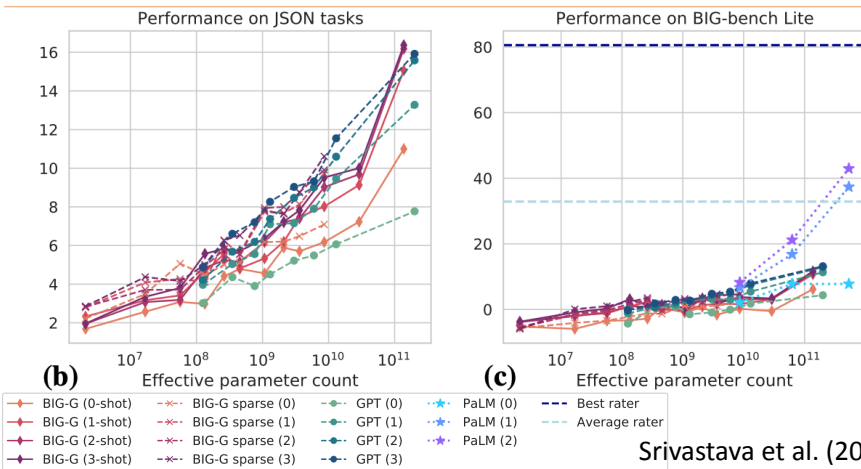 Performance on JSON tasks
16
14
12
10
8
6
4
2
10⁷ 10⁸ 10⁹ 10¹⁰ 10¹¹
(b) Effective parameter count
Performance on BIG-bench Lite
80
60
40
20
0
10⁷ 10⁸ 10⁹ 10¹⁰ 10¹¹
(c) Effective parameter count
BIG-G (0-shot) BIG-G sparse (0) GPT (0) PaLM (0) Best rater
BIG-G (1-shot) BIG-G sparse (1) GPT (1) PaLM (1) Average rater
BIG-G (2-shot) BIG-G sparse (2) GPT (2) PaLM (2)
BIG-G (3-shot) BIG-G sparse (3) GPT (3)
Srivastava et al. (20